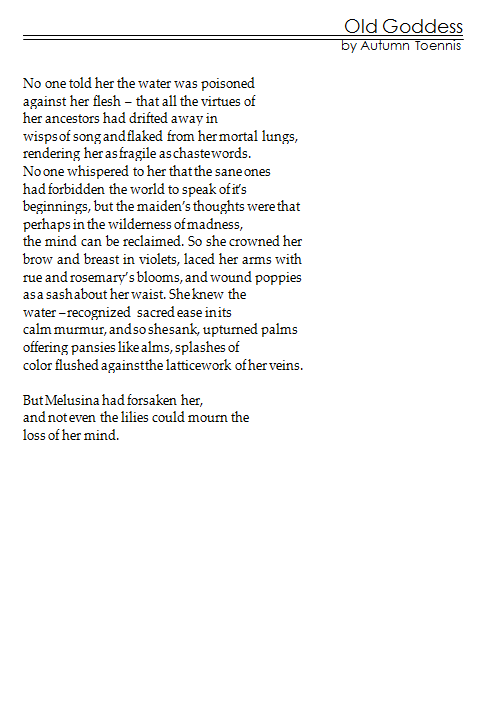 Old Goddess
by Autumn Toennis
No one told her the water was poisoned
against her flesh – that all the virtues of
her ancestors had drifted away in
wisps of song and flaked from her mortal lungs,
rendering her as fragile as chaste words.
No one whispered to her that the sane ones
had forbidden the world to speak of it's
beginnings, but the maiden's thoughts were that
perhaps in the wilderness of madness,
the mind can be reclaimed. So she crowned her
brow and breast in violets, laced her arms with
rue and rosemary's blooms, and wound poppies
as a sash about her waist. She knew the
water – recognized sacred ease in its
calm murmur, and so she sank, upturned palms
offering pansies like alms, splashes of
color flushed against the latticework of her veins.
But Melusina had forsaken her,
and not even the lilies could mourn the
loss of her mind.